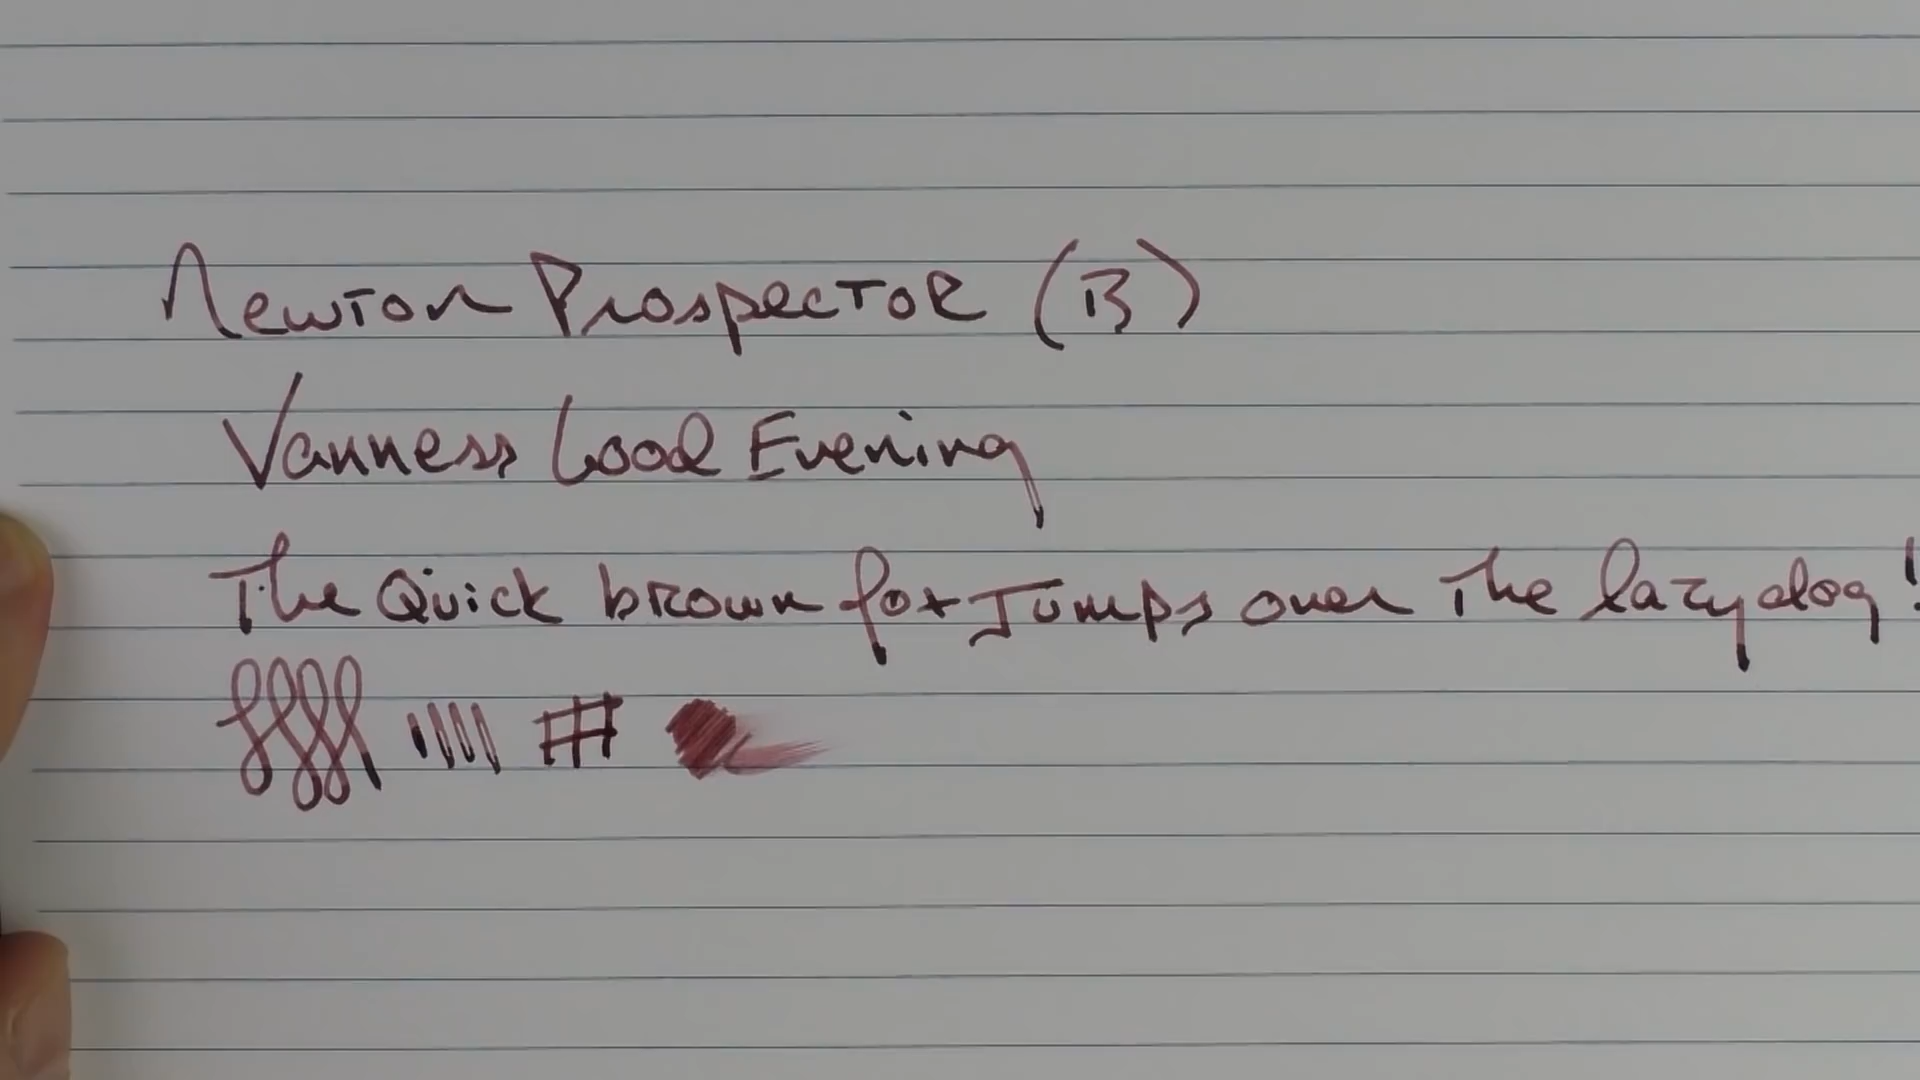 Newton Prospector (B)
Vanness Good Evening
The Quick brown fox Jumps over The lazy dog!